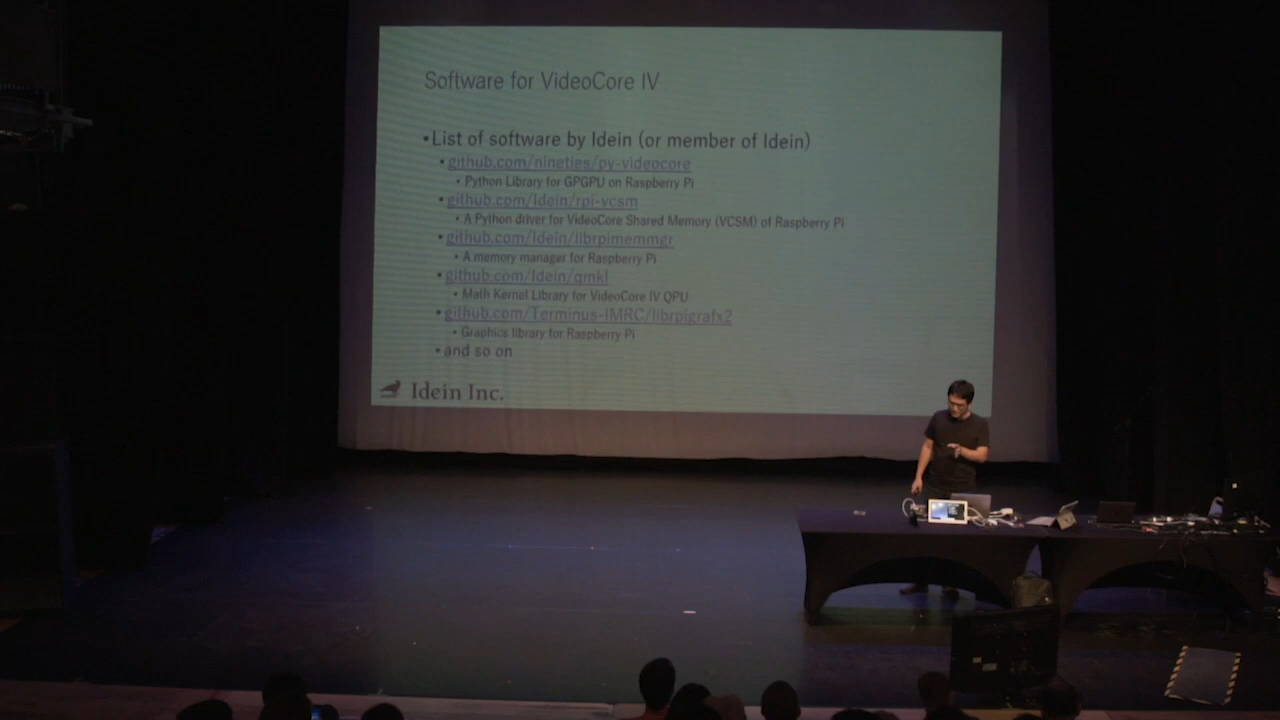 Software for VideoCore IV
•List of software by Idein (or member of Idein)
•github.com/nineties/py-videocore
•Python Library for GPGPU on Raspberry Pi
•github.com/Idein/rpi-vcsm
•A Python driver for VideoCore Shared Memory (VCSM) of Raspberry Pi
•github.com/Idein/librpimemmgr
•A memory manager for Raspberry Pi
•github.com/Idein/qmkl
•Math Kernel Library for VideoCore IV QPU
•github.com/Terminus-IMRC/librpigrafx2
•Graphics library for Raspberry Pi
•and so on
Idein Inc.